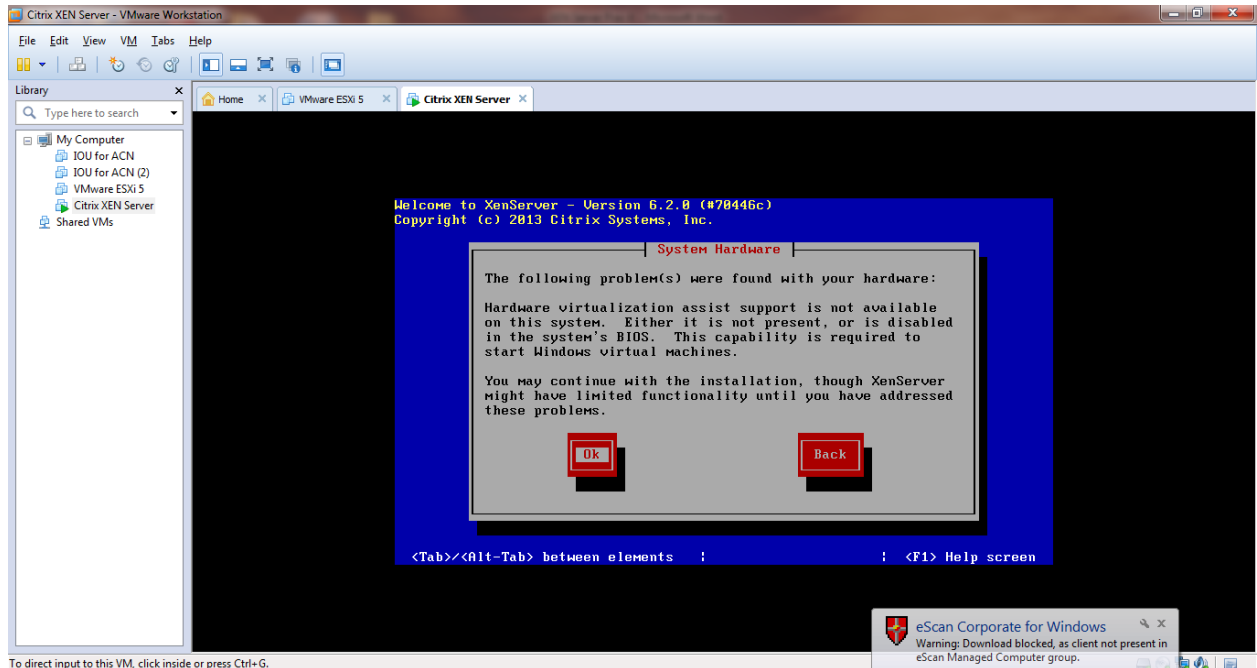 Citrix XEN Server - VMware Workstation
File Edit View VM Tabs Help
Library
Type here to search
My Computer
IOU for ACN
IOU for ACN (2)
VMware ESXi 5
Citrix XEN Server
Shared VMs
Home VMware ESXi 5 Citrix XEN Server
Welcome to XenServer - Version 6.2.0 (#70446c)
Copyright (c) 2013 Citrix Systems, Inc.
System Hardware
The following problem(s) were found with your hardware:
Hardware virtualization assist support is not available
on this system. Either it is not present, or is disabled
in the system's BIOS. This capability is required to
start Windows virtual machines.
You may continue with the installation, though XenServer
might have limited functionality until you have addressed
these problems.
Ok Back
<Tab>/<Alt-Tab> between elements ¦ ¦ <F1> Help screen
eScan Corporate for Windows
Warning: Download blocked, as client not present in
eScan Managed Computer group.
To direct input to this VM, click inside or press Ctrl+G.